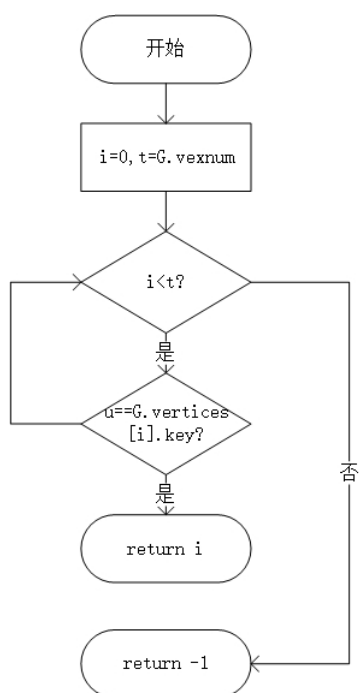 开始
i=0,t=G.vexnum
i<t?
是
u==G.vertices
[i].key?
是
否
return i
return -1